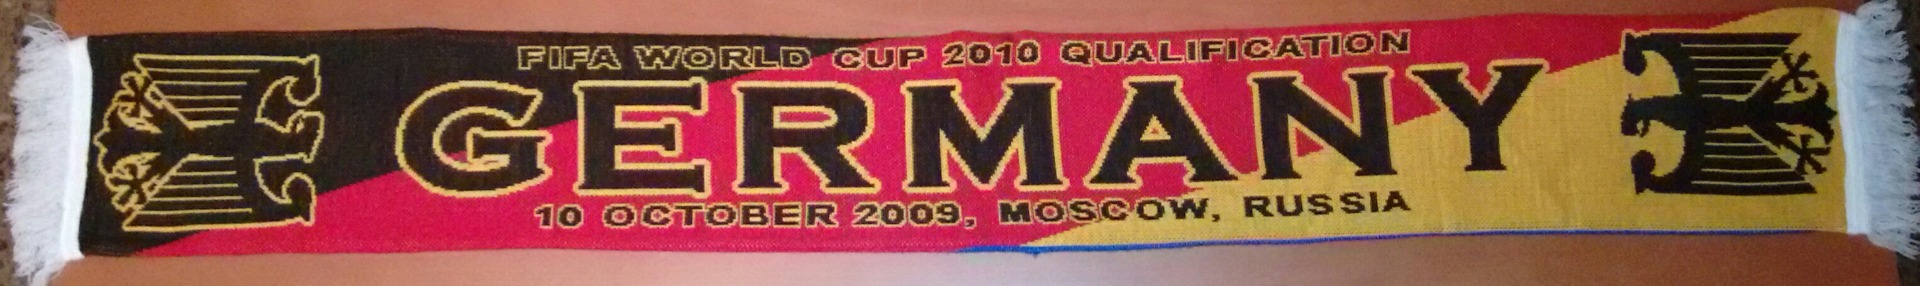 FIFA WORLD CUP 2010 QUALIFICATION
GERMANY
10 OCTOBER 2009, MOSCOW, RUSSIA